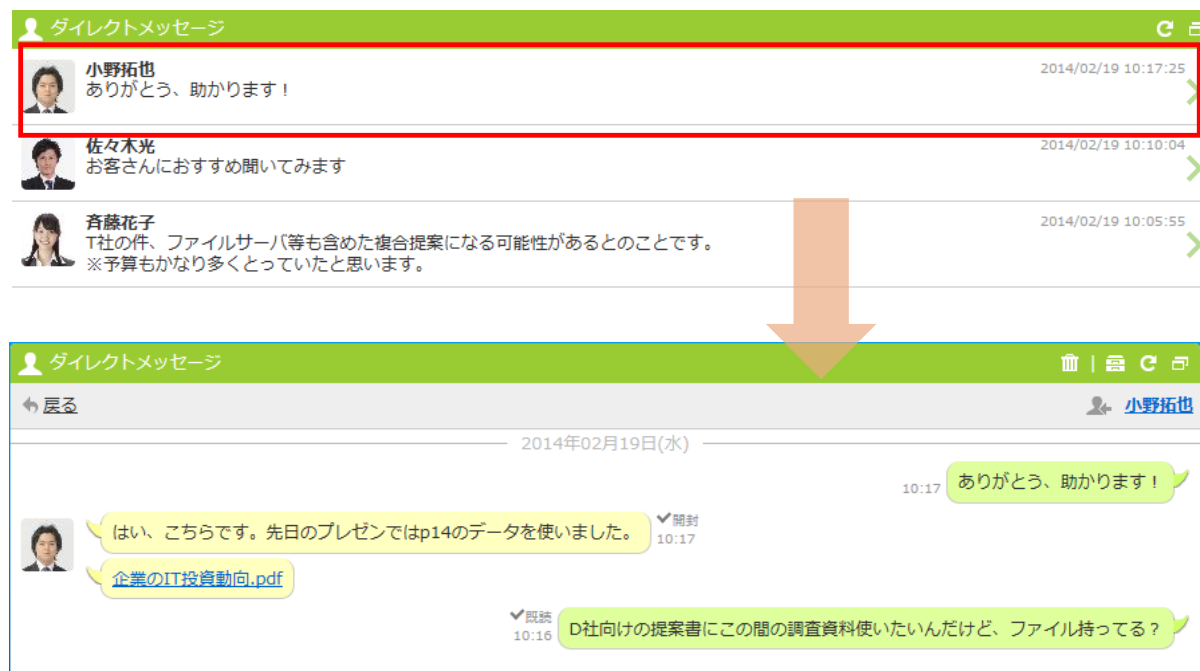 ダイレクトメッセージ
小野拓也 2014/02/19 10:17:25
ありがとう、助かります！
佐々木光 2014/02/19 10:10:04
お客さんにおすすめ聞いてみます
斉藤花子 2014/02/19 10:05:55
T社の件、ファイルサーバ等も含めた複合提案になる可能性があるとのことです。
※予算もかなり多くとっていたと思います。
ダイレクトメッセージ
戻る 小野拓也
2014年02月19日(水)
10:17 ありがとう、助かります！
はい、こちらです。先日のプレゼンではp14のデータを使いました。 開封
10:17
企業のIT投資動向.pdf
既読
10:16 D社向けの提案書にこの間の調査資料使いたいんだけど、ファイル持ってる？